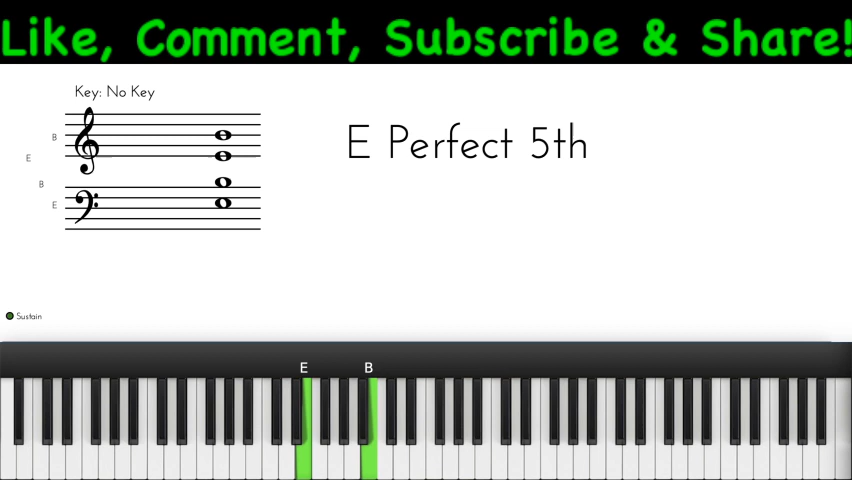 Like, Comment, Subscribe & Share!
Key: No Key
E Perfect 5th
B
E
B
E
Sustain
E B